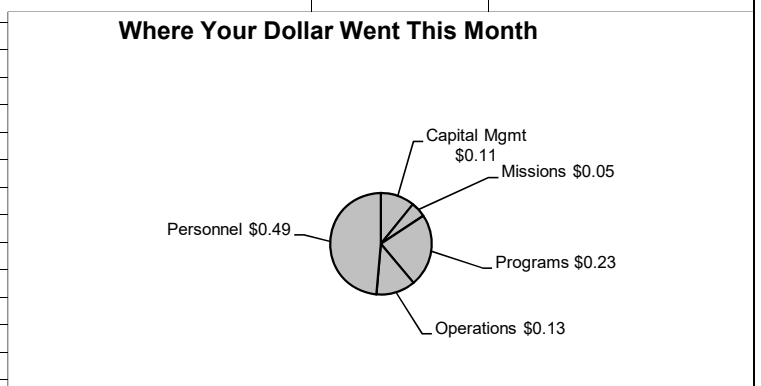 Where Your Dollar Went This Month
Capital Mgmt
$0.11
Missions $0.05
Personnel $0.49
Programs $0.23
Operations $0.13